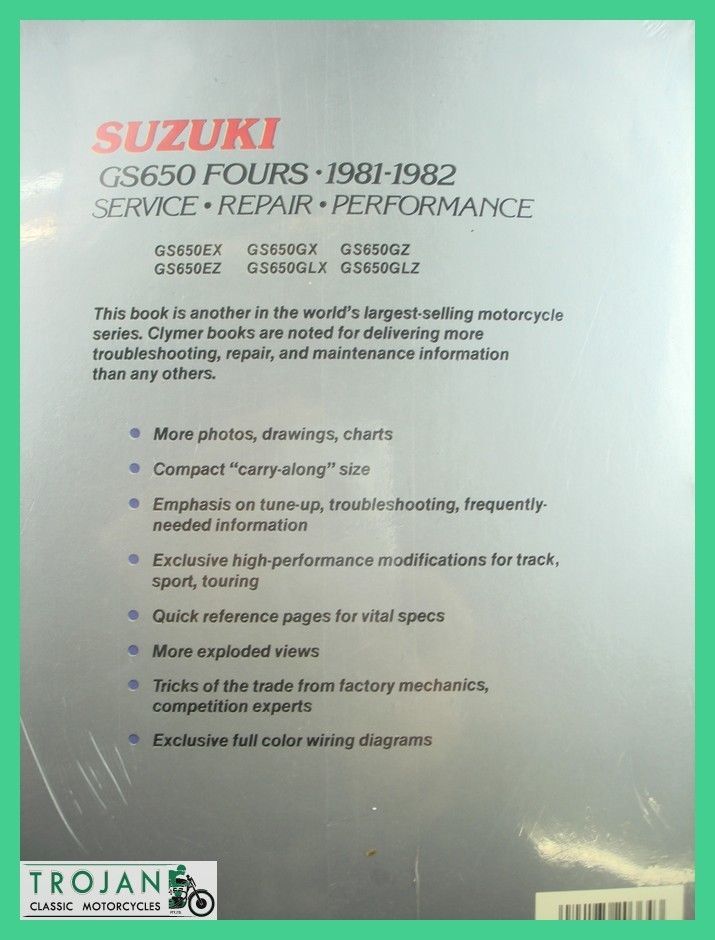 SUZUKI
GS650 FOURS • 1981-1982
SERVICE • REPAIR • PERFORMANCE
GS650EX GS650GX GS650GZ
GS650EZ GS650GLX GS650GLZ
This book is another in the world's largest-selling motorcycle
series. Clymer books are noted for delivering more
troubleshooting, repair, and maintenance information
than any others.
• More photos, drawings, charts
• Compact "carry-along" size
• Emphasis on tune-up, troubleshooting, frequently-
needed information
• Exclusive high-performance modifications for track,
sport, touring
• Quick reference pages for vital specs
• More exploded views
• Tricks of the trade from factory mechanics,
competition experts
• Exclusive full color wiring diagrams
TROJAN
CLASSIC MOTORCYCLES